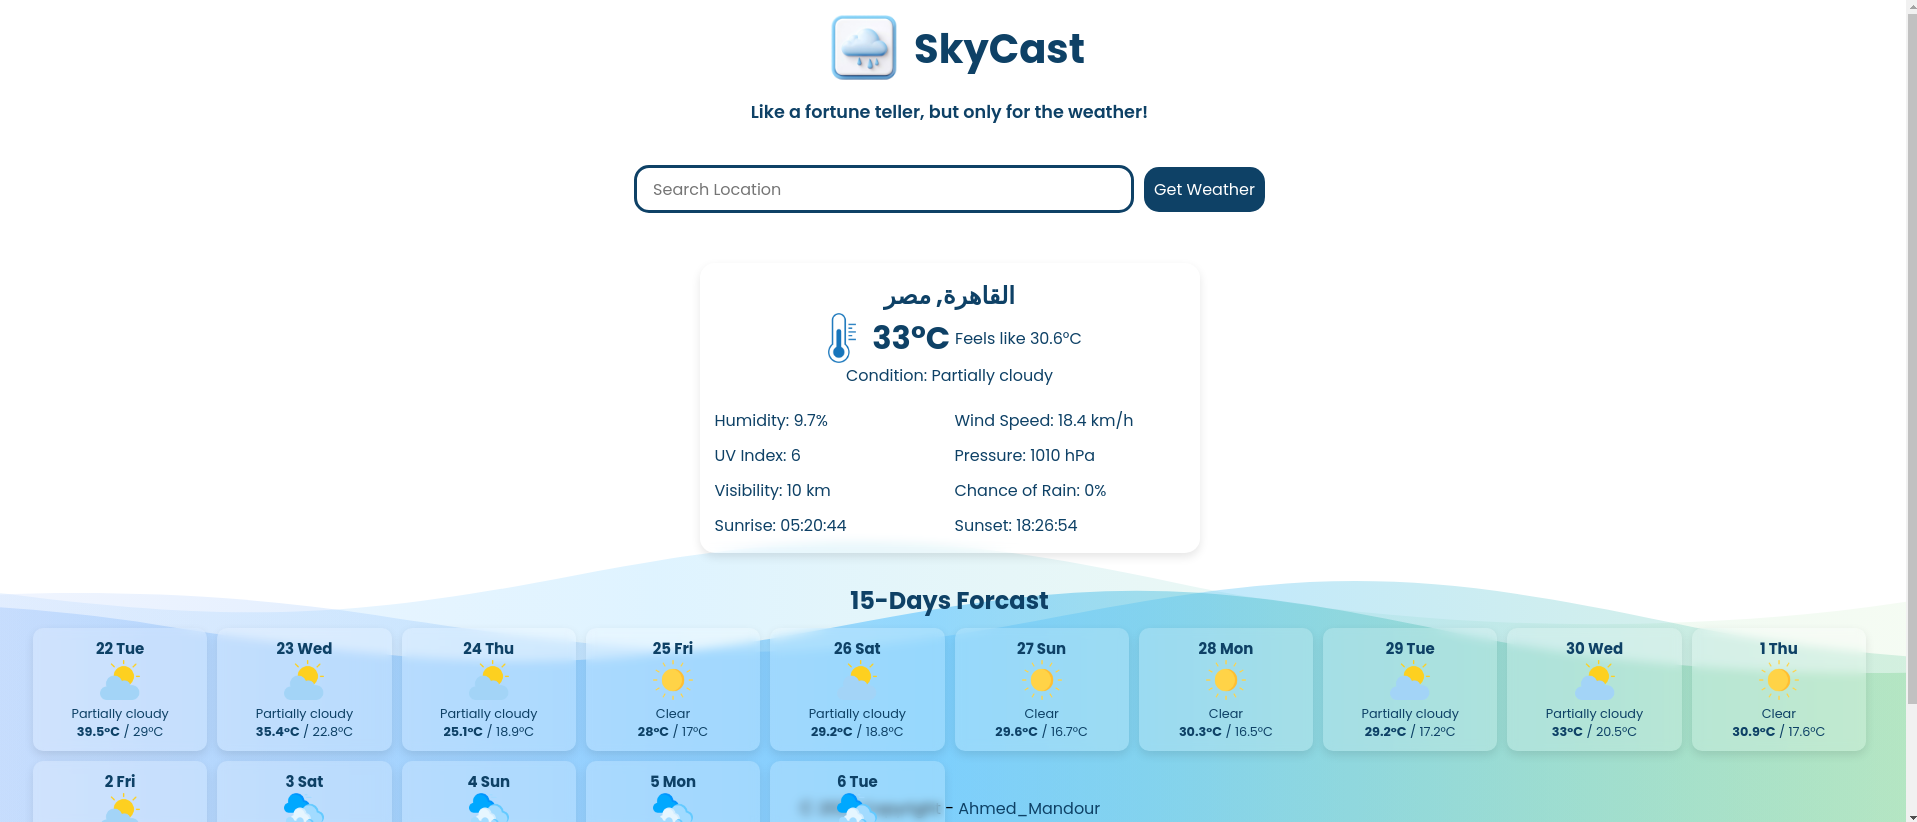 SkyCast
Like a fortune teller, but only for the weather!
Search Location
Get Weather
القاهرة, مصر
33°C Feels like 30.6°C
Condition: Partially cloudy
Humidity: 9.7%
Wind Speed: 18.4 km/h
UV Index: 6
Pressure: 1010 hPa
Visibility: 10 km
Chance of Rain: 0%
Sunrise: 05:20:44
Sunset: 18:26:54
15-Days Forcast
22 Tue
Partially cloudy
39.5°C / 29°C
23 Wed
Partially cloudy
35.4°C / 22.8°C
24 Thu
Partially cloudy
25.1°C / 18.9°C
25 Fri
Clear
28°C / 17°C
26 Sat
Partially cloudy
29.2°C / 18.8°C
27 Sun
Clear
29.6°C / 16.7°C
28 Mon
Clear
30.3°C / 16.5°C
29 Tue
Partially cloudy
29.2°C / 17.2°C
30 Wed
Partially cloudy
33°C / 20.5°C
1 Thu
Clear
30.9°C / 17.6°C
2 Fri
3 Sat
4 Sun
5 Mon
6 Tue
- Ahmed_Mandour